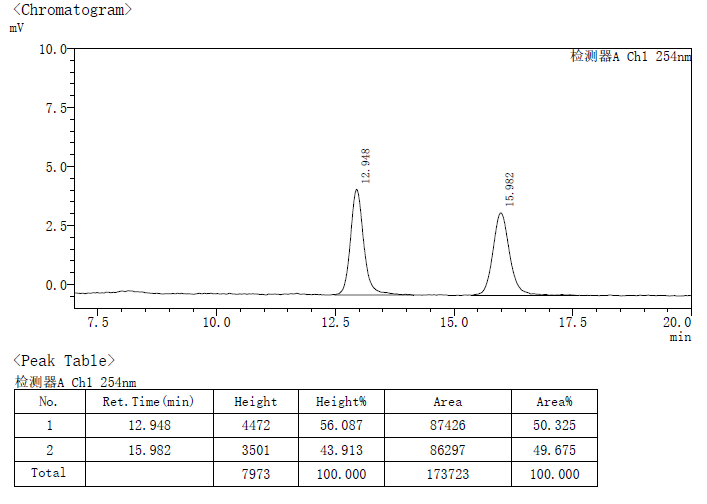 <Chromatogram>
mV
检测器A Ch1 254nm
10.0
7.5
5.0
2.5
0.0
12.948
15.982
7.5 10.0 12.5 15.0 17.5 20.0
min
<Peak Table>
检测器A Ch1 254nm
No. Ret.Time(min) Height Height% Area Area%
1 12.948 4472 56.087 87426 50.325
2 15.982 3501 43.913 86297 49.675
Total 7973 100.000 173723 100.000